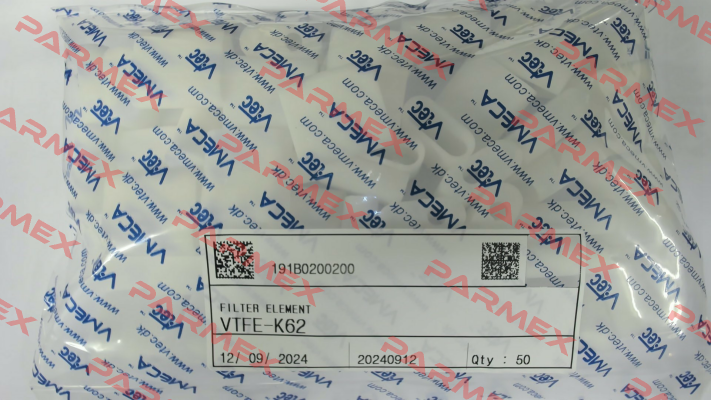 Vtec
VMECA
www.vtec.dk
www.vmeca.com
PARMEX
191B0200200
FILTER ELEMENT
VTFE-K62
12/ 09/ 2024 20240912 Qty : 50